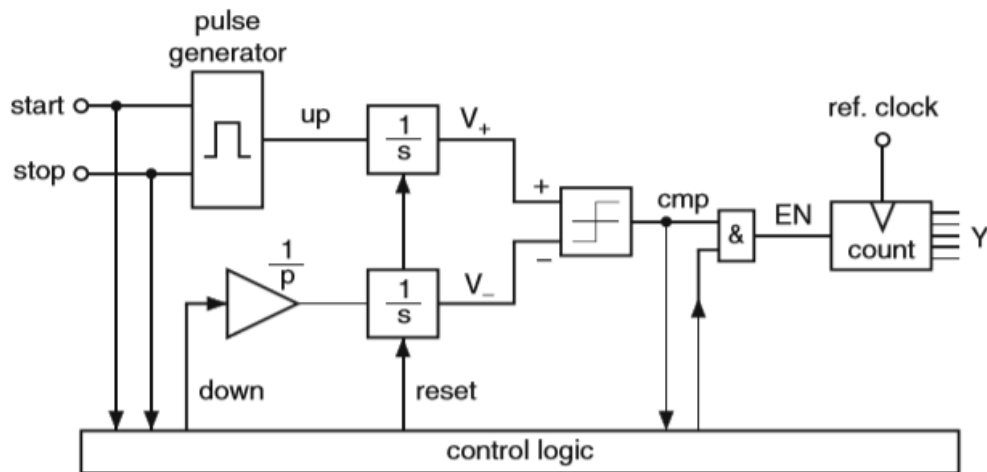 pulse
generator
start
up
1
s
V+
ref. clock
stop
+
cmp
EN
&
count
Y
−
1
p
1
s
V−
down
reset
control logic